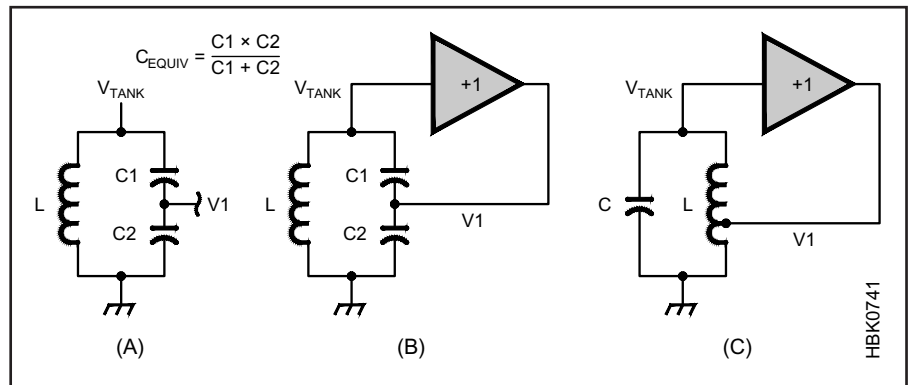 C_EQUIV = C1 × C2 / C1 + C2
V_TANK
L
C1
C2
V1
(A)
V_TANK
+1
L
C1
C2
V1
(B)
V_TANK
+1
C
L
V1
(C)
HBK0741